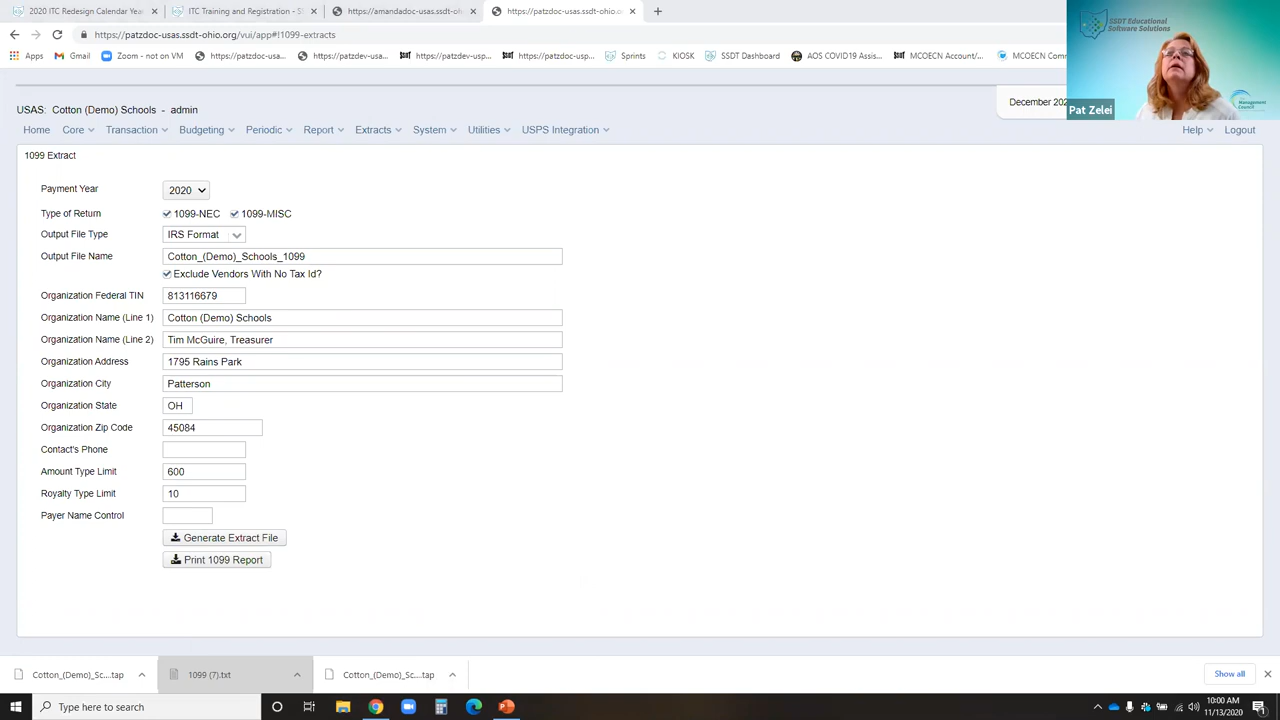 2020 ITC Redesign Calendar Year
ITC Training and Registration - S
https://amandadoc-usas.ssdt-oh
https://patzdoc-usas.ssdt-ohio.o
https://patzdoc-usas.ssdt-ohio.org/vui/app#!1099-extracts
Apps Gmail Zoom - not on VM https://patzdoc-usa... https://patzdev-usa... https://patzdev-usp... https://patzdoc-usp... Sprints KIOSK SSDT Dashboard AOS COVID19 Assis... MCOECN Account/... MCOECN Com
SSDT Educational
Software Solutions
Management
Council
Pat Zelei
USAS: Cotton (Demo) Schools - admin
December 202
Home Core Transaction Budgeting Periodic Report Extracts System Utilities USPS Integration Help Logout
1099 Extract
Payment Year 2020
Type of Return 1099-NEC 1099-MISC
Output File Type IRS Format
Output File Name Cotton_(Demo)_Schools_1099
Exclude Vendors With No Tax Id?
Organization Federal TIN 813116679
Organization Name (Line 1) Cotton (Demo) Schools
Organization Name (Line 2) Tim McGuire, Treasurer
Organization Address 1795 Rains Park
Organization City Patterson
Organization State OH
Organization Zip Code 45084
Contact's Phone
Amount Type Limit 600
Royalty Type Limit 10
Payer Name Control
Generate Extract File
Print 1099 Report
Cotton_(Demo)_Sc....tap 1099 (7).txt Cotton_(Demo)_Sc....tap Show all
Type here to search
10:00 AM
11/13/2020
1